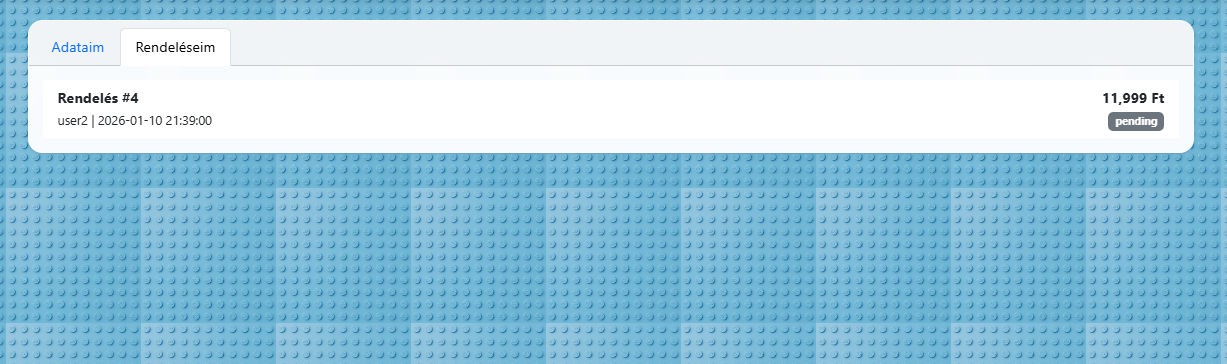 Adataim Rendeléseim
Rendelés #4 11,999 Ft
user2 | 2026-01-10 21:39:00 pending